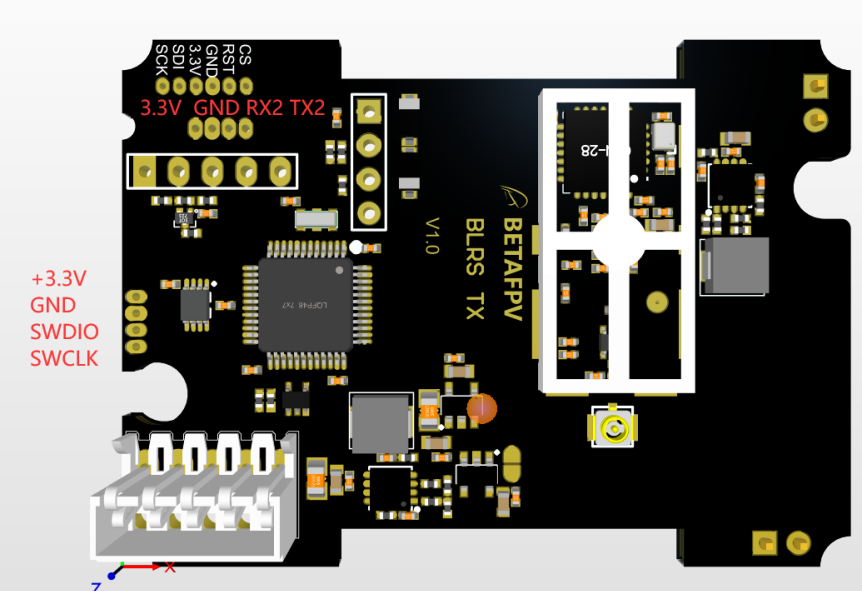 SCK
SDI
3.3V
GND
RST
CS
3.3V GND RX2 TX2
+3.3V
GND
SWDIO
SWCLK
LQFP48 7x7
V1.0
BLRS TX
BETAFPV
N-28
X
Z